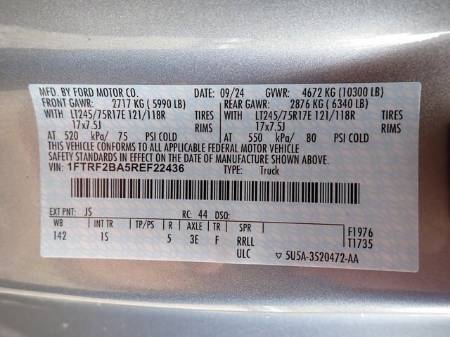 MFD. BY FORD MOTOR CO. DATE: 09/24 GVWR: 4672 KG (10300 LB)
FRONT GAWR: 2717 KG ( 5990 LB) REAR GAWR: 2876 KG ( 6340 LB)
WITH LT245/75R17E 121/118R TIRES WITH LT245/75R17E 121/118R TIRES
17x7.5J RIMS 17x7.5J RIMS
AT 520 kPa/ 75 PSI COLD AT 550 kPa/ 80 PSI COLD
THIS VEHICLE CONFORMS TO ALL APPLICABLE FEDERAL MOTOR VEHICLE
SAFETY STANDARDS IN EFFECT ON THE DATE OF MANUFACTURE SHOWN ABOVE.
VIN: 1FTRF2BA5REF22436 TYPE: Truck
EXT PNT: JS RC: 44 DSO:
WB INT TR R A TR SPR F1976
142 1S 5 3E F RRLL T1735
ULC ▽ 5U5A-3520472-AA